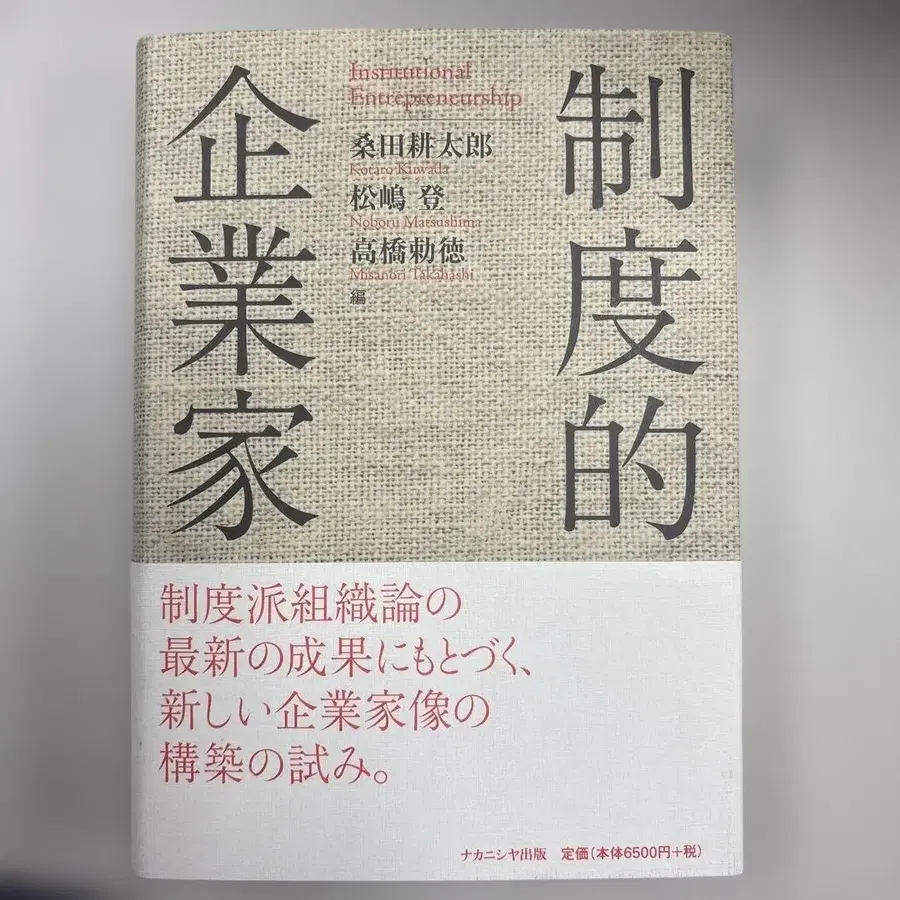 制度的
企業家
Institutional
Entrepreneurship
桑田耕太郎
Kotaro Kuwada
松嶋 登
Noboru Matsushima
高橋勅徳
Misanori Takahashi
編
制度派組織論の
最新の成果にもとづく、
新しい企業家像の
構築の試み。
ナカニシヤ出版 定価(本体6500円+税)